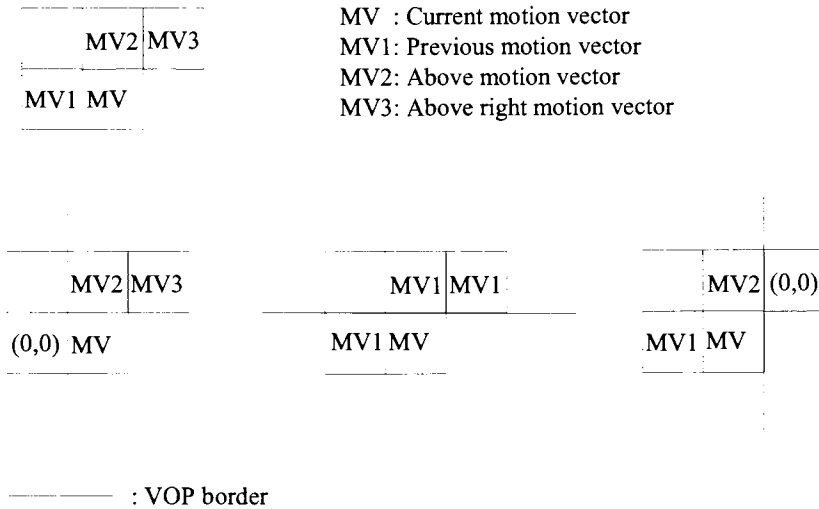 MV2 MV3
MV1 MV
MV : Current motion vector
MV1: Previous motion vector
MV2: Above motion vector
MV3: Above right motion vector
MV2 MV3
(0,0) MV
MV1 MV1
MV1 MV
MV2 (0,0)
MV1 MV
: VOP border